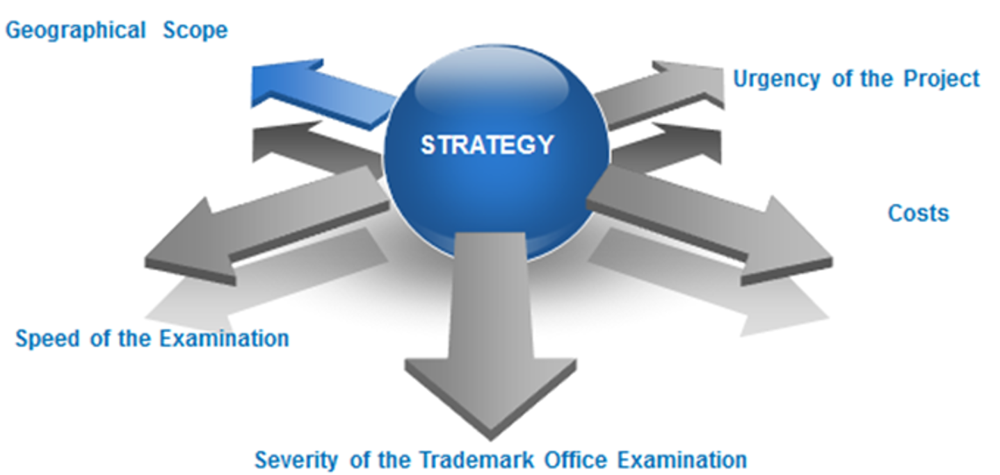 Geographical Scope
Urgency of the Project
STRATEGY
Costs
Speed of the Examination
Severity of the Trademark Office Examination